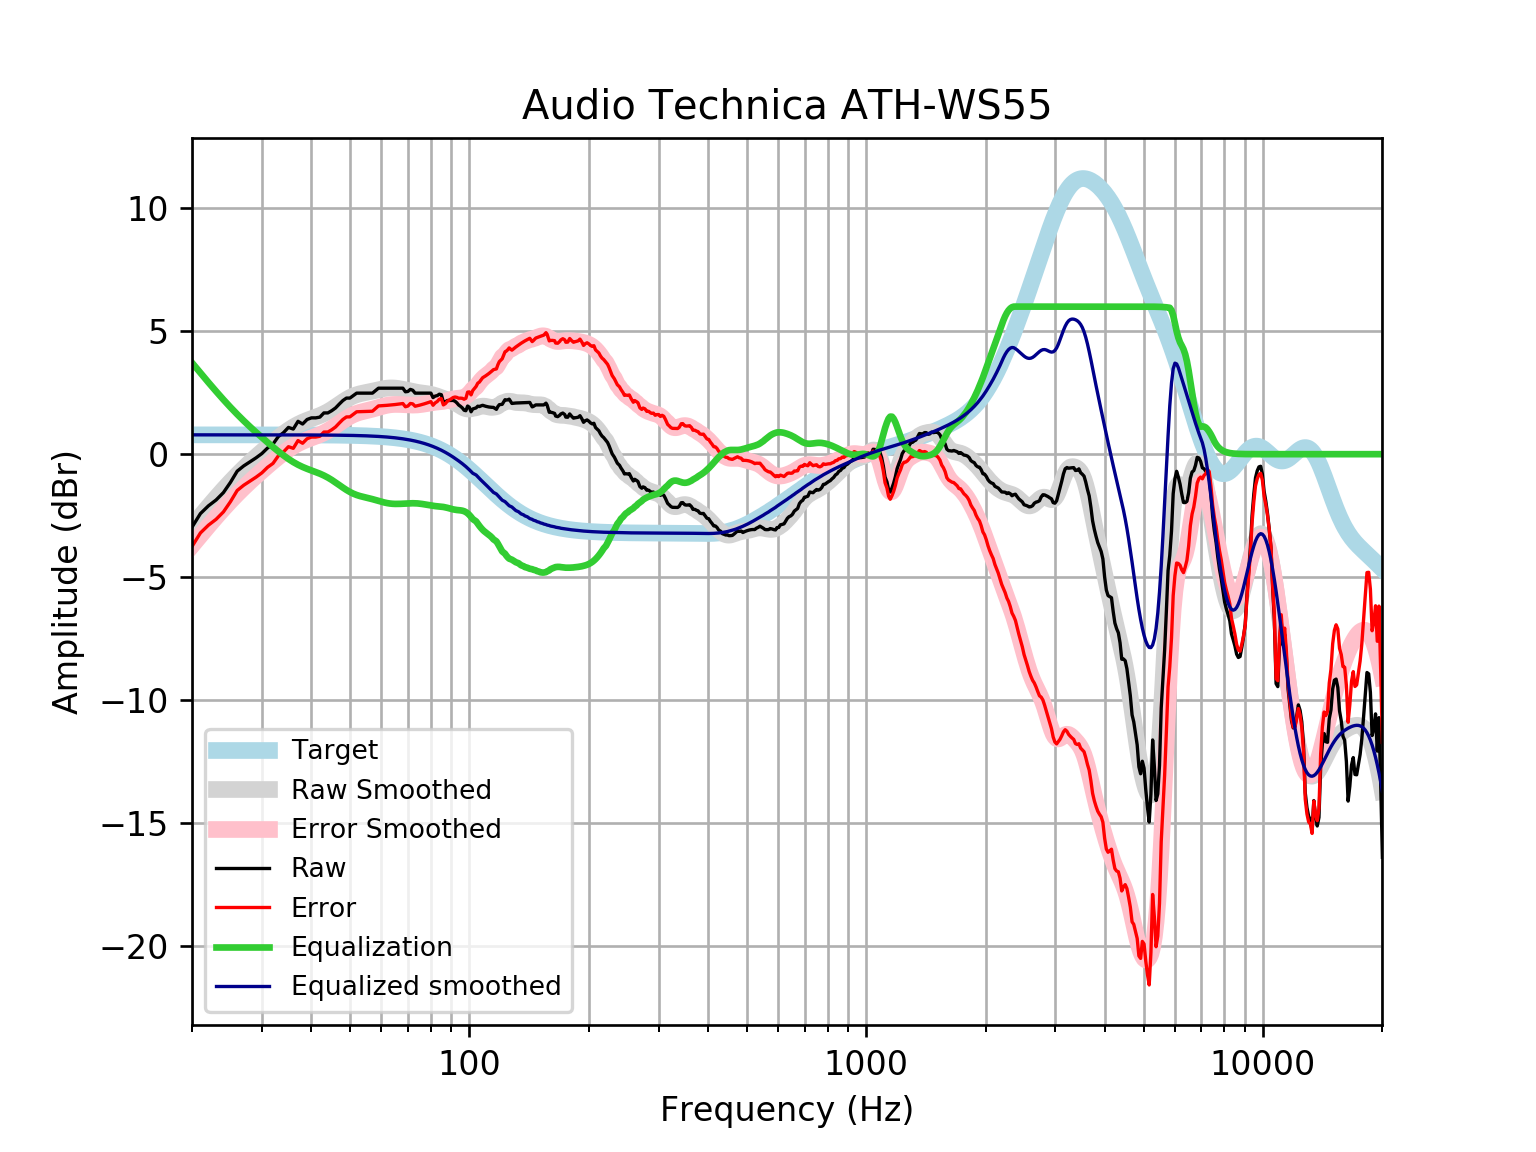 Audio Technica ATH-WS55
10
5
0
−5
−10
−15
−20
Amplitude (dBr)
Target
Raw Smoothed
Error Smoothed
Raw
Error
Equalization
Equalized smoothed
100 1000 10000
Frequency (Hz)